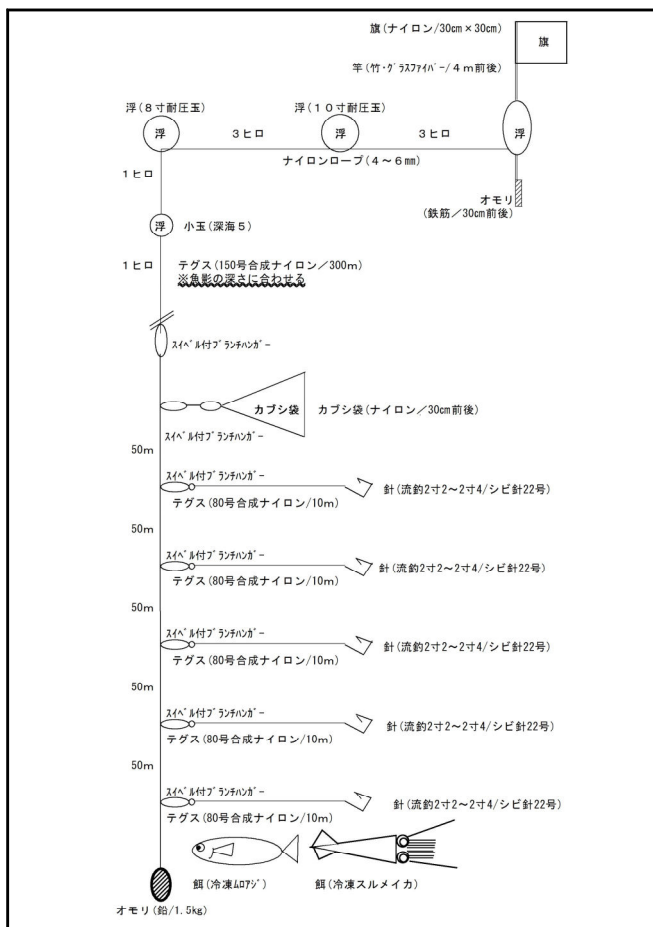 旗(ナイロン/30cm×30cm)
旗
竿(竹・グラスファイバー/4m前後)
浮(8寸耐圧玉)
浮(10寸耐圧玉)
浮
3ヒロ
浮
3ヒロ
浮
ナイロンロープ(4～6mm)
1ヒロ
オモリ
(鉄筋/30cm前後)
浮
小玉(深海5)
1ヒロ
テグス(150号合成ナイロン/300m)
※魚影の深さに合わせる
スイベル付ブランチハンガー
カブシ袋
カブシ袋(ナイロン/30cm前後)
スイベル付ブランチハンガー
50m
スイベル付ブランチハンガー
針(流釣2寸2～2寸4/シビ針22号)
テグス(80号合成ナイロン/10m)
50m
スイベル付ブランチハンガー
針(流釣2寸2～2寸4/シビ針22号)
テグス(80号合成ナイロン/10m)
50m
スイベル付ブランチハンガー
針(流釣2寸2～2寸4/シビ針22号)
テグス(80号合成ナイロン/10m)
50m
スイベル付ブランチハンガー
針(流釣2寸2～2寸4/シビ針22号)
テグス(80号合成ナイロン/10m)
50m
スイベル付ブランチハンガー
針(流釣2寸2～2寸4/シビ針22号)
テグス(80号合成ナイロン/10m)
餌(冷凍ムロアジ)
餌(冷凍スルメイカ)
オモリ(鉛/1.5kg)